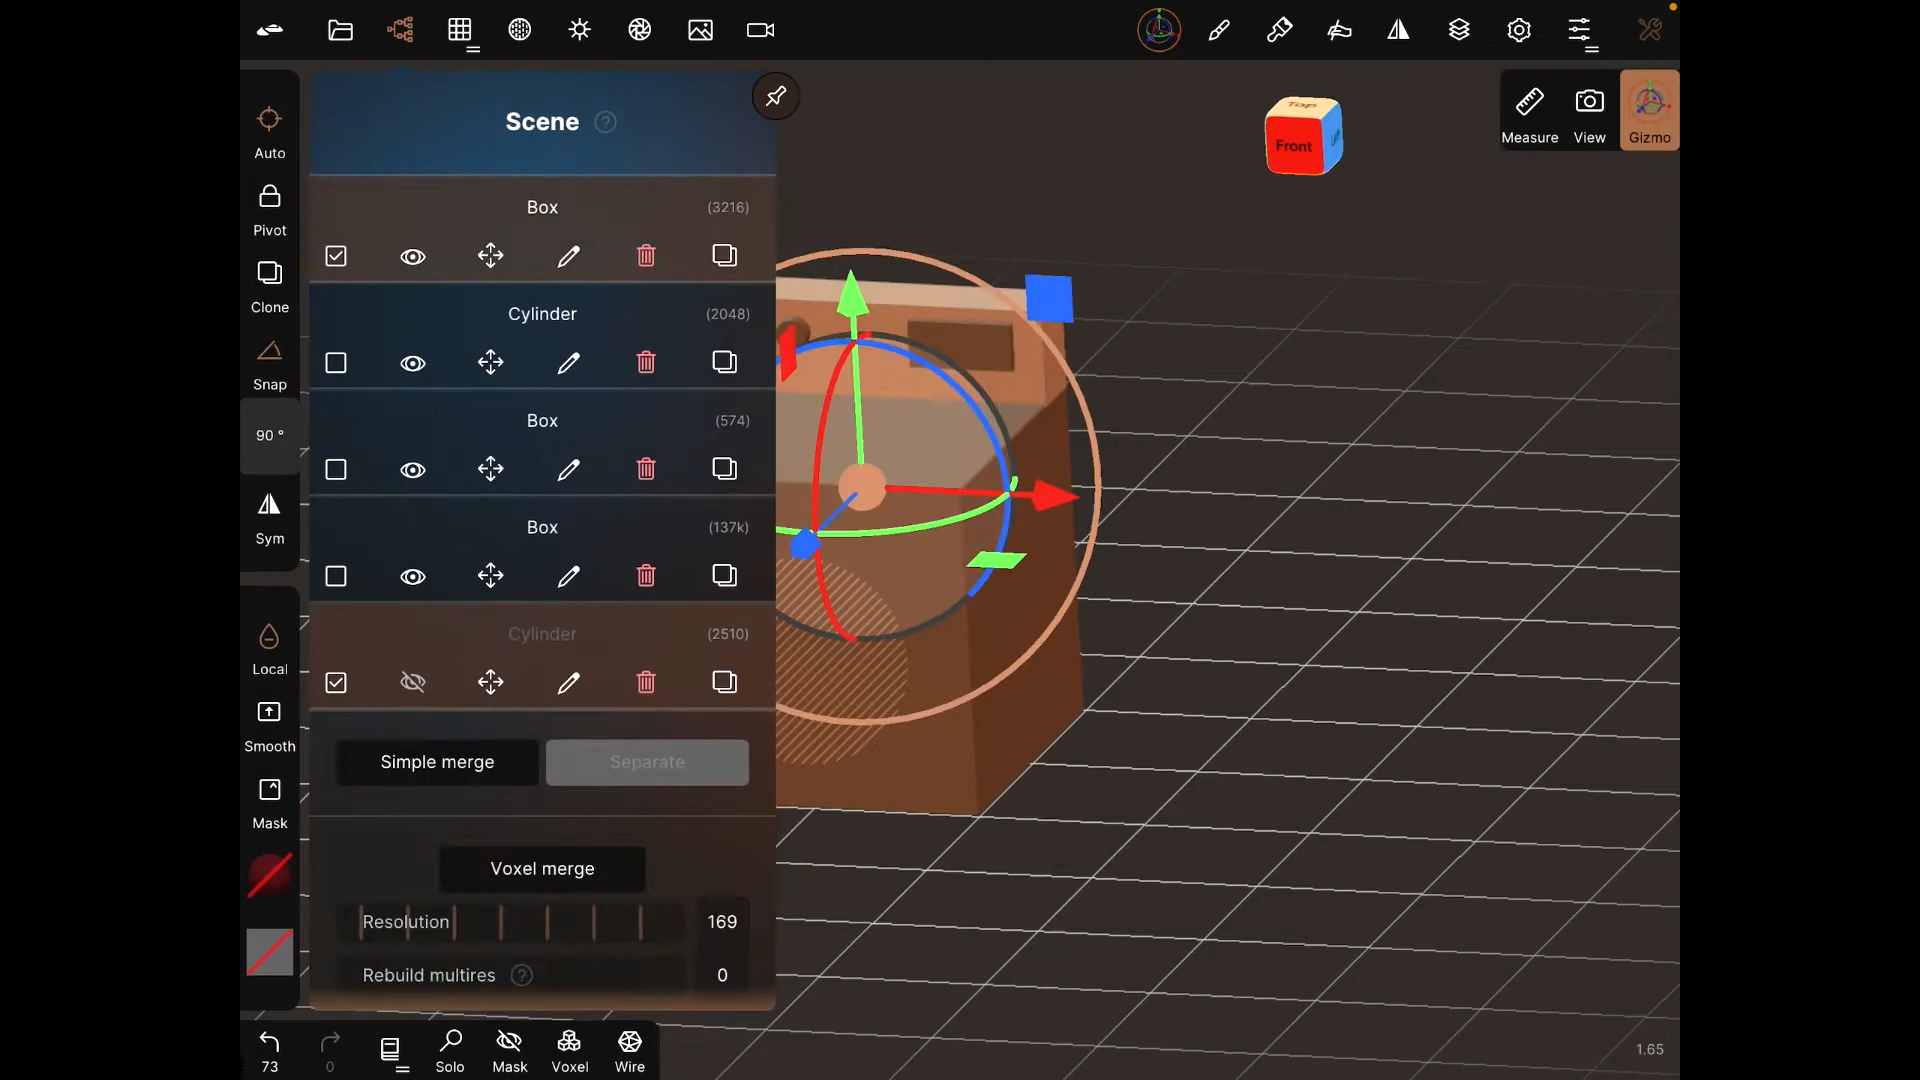 Top
Front
Left
Measure
View
Gizmo
Auto
Pivot
Clone
Snap
90 °
Sym
Local
Smooth
Mask
Scene ?
Box (3216)
Cylinder (2048)
Box (574)
Box (137k)
Cylinder (2510)
Simple merge
Separate
Voxel merge
Resolution 169
Rebuild multires ? 0
73
0
Solo
Mask
Voxel
Wire
1.65